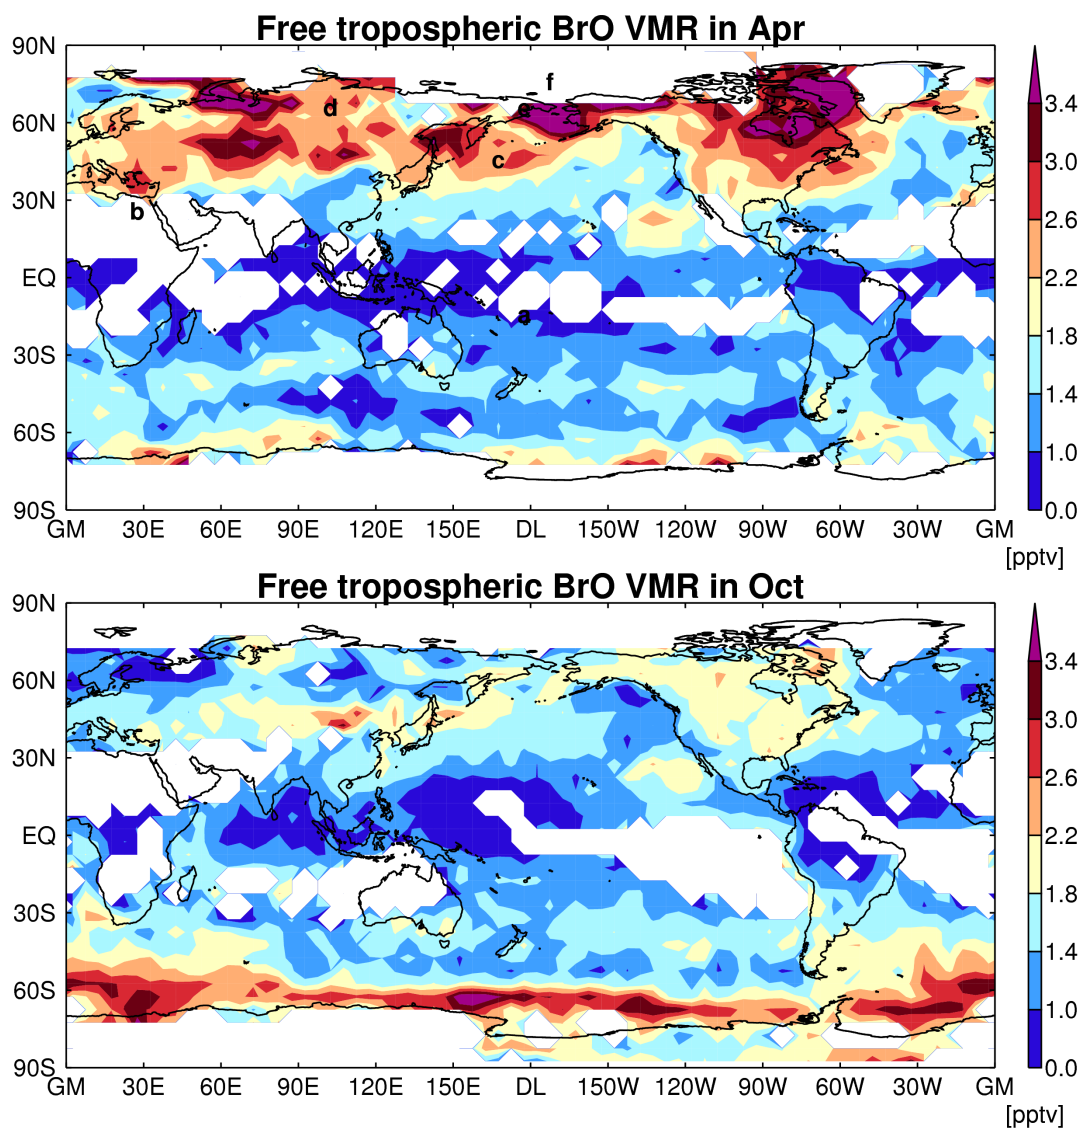 Free tropospheric BrO VMR in Apr
90N
60N
30N
EQ
30S
60S
90S
GM 30E 60E 90E 120E 150E DL 150W 120W 90W 60W 30W GM
f
d
e
c
b
a
3.4
3.0
2.6
2.2
1.8
1.4
1.0
0.0
[pptv]
Free tropospheric BrO VMR in Oct
90N
60N
30N
EQ
30S
60S
90S
GM 30E 60E 90E 120E 150E DL 150W 120W 90W 60W 30W GM
3.4
3.0
2.6
2.2
1.8
1.4
1.0
0.0
[pptv]